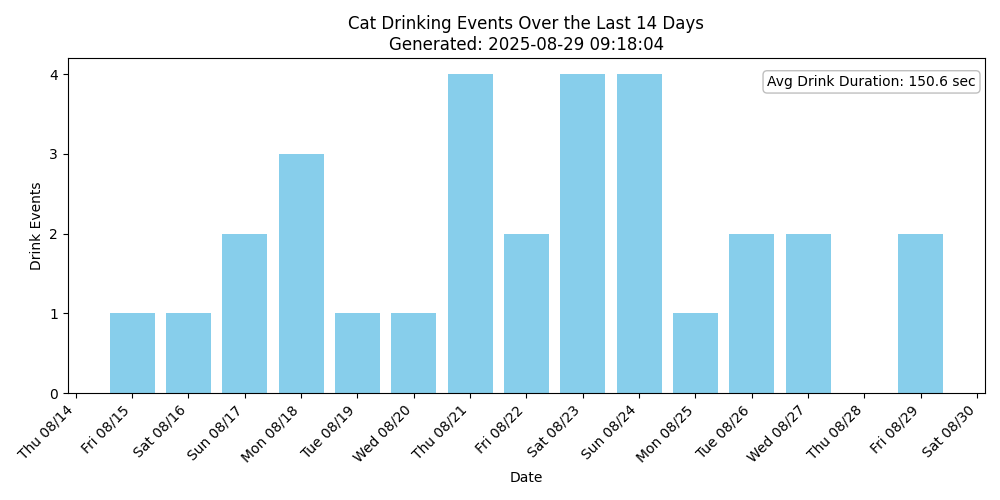 Cat Drinking Events Over the Last 14 Days
Generated: 2025-08-29 09:18:04
Avg Drink Duration: 150.6 sec
Drink Events
4
3
2
1
0
Thu 08/14
Fri 08/15
Sat 08/16
Sun 08/17
Mon 08/18
Tue 08/19
Wed 08/20
Thu 08/21
Fri 08/22
Sat 08/23
Sun 08/24
Mon 08/25
Tue 08/26
Wed 08/27
Thu 08/28
Fri 08/29
Sat 08/30
Date